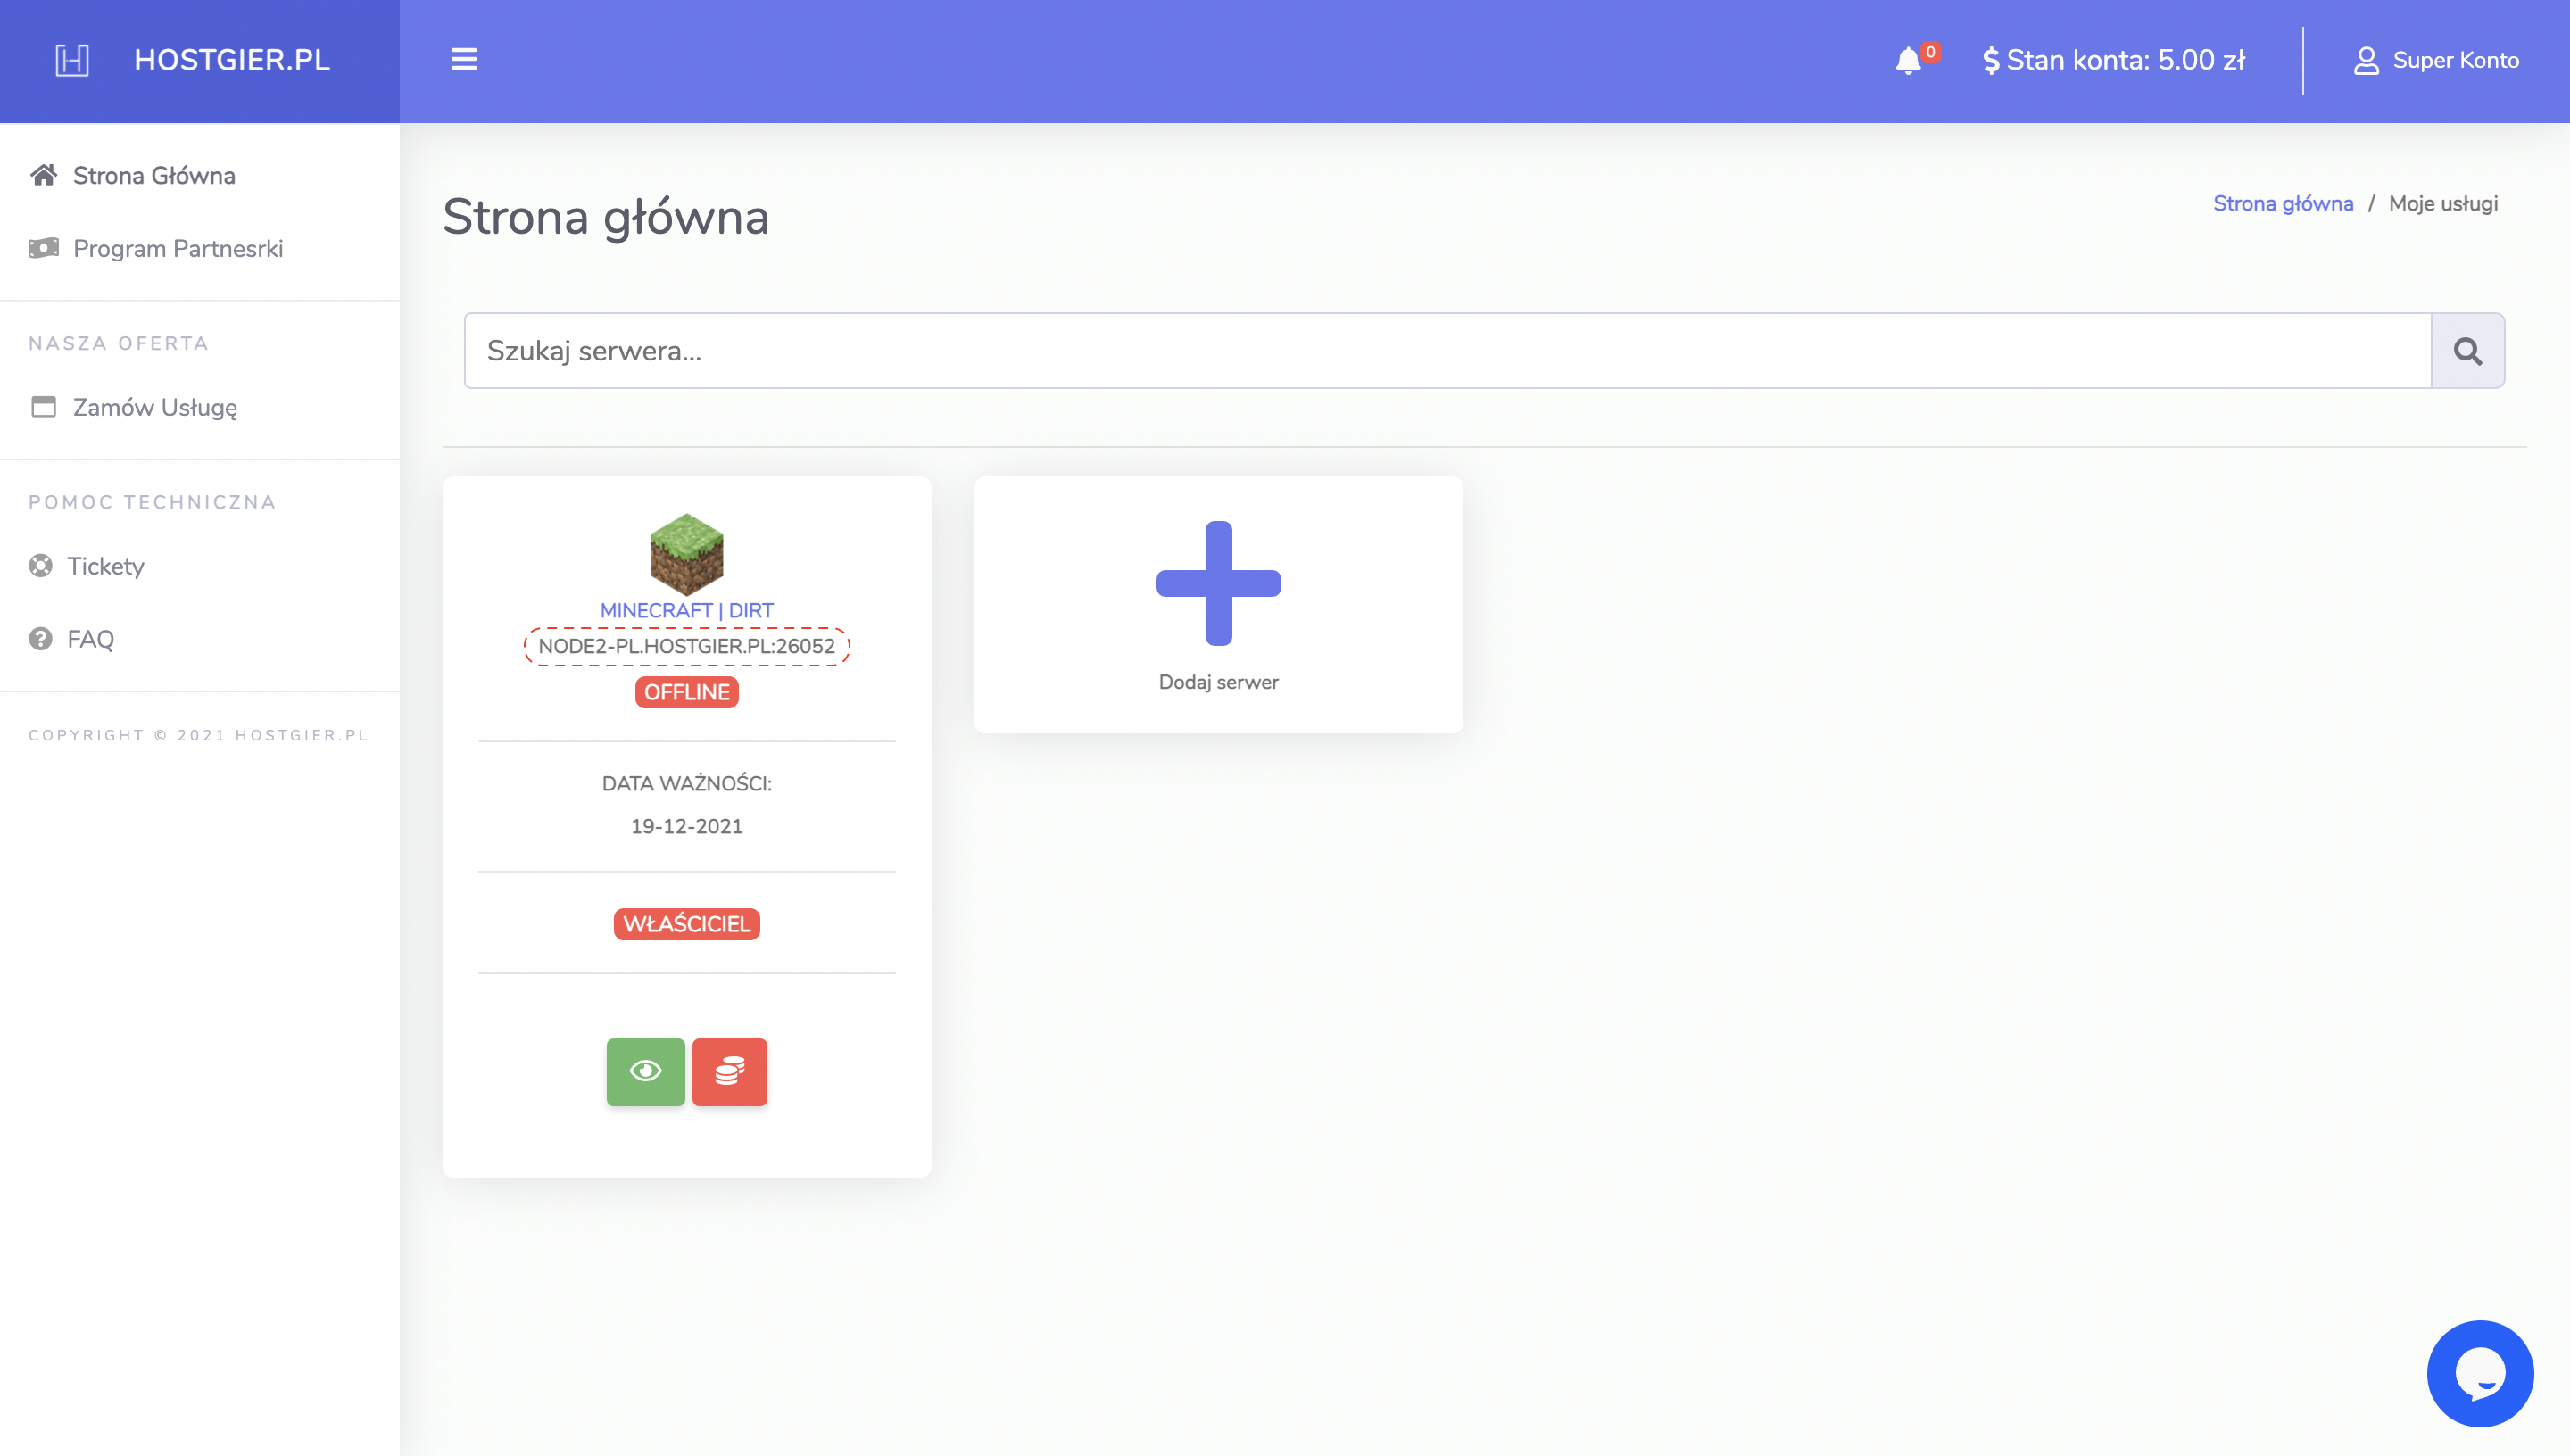 HOSTGIER.PL
0
Stan konta: 5.00 zł
Super Konto
Strona Główna
Program Partnesrki
NASZA OFERTA
Zamów Usługę
POMOC TECHNICZNA
Tickety
FAQ
COPYRIGHT © 2021 HOSTGIER.PL
Strona główna
Strona główna / Moje usługi
Szukaj serwera...
MINECRAFT | DIRT
NODE2-PL.HOSTGIER.PL:26052
OFFLINE
DATA WAŻNOŚCI:
19-12-2021
WŁAŚCICIEL
Dodaj serwer